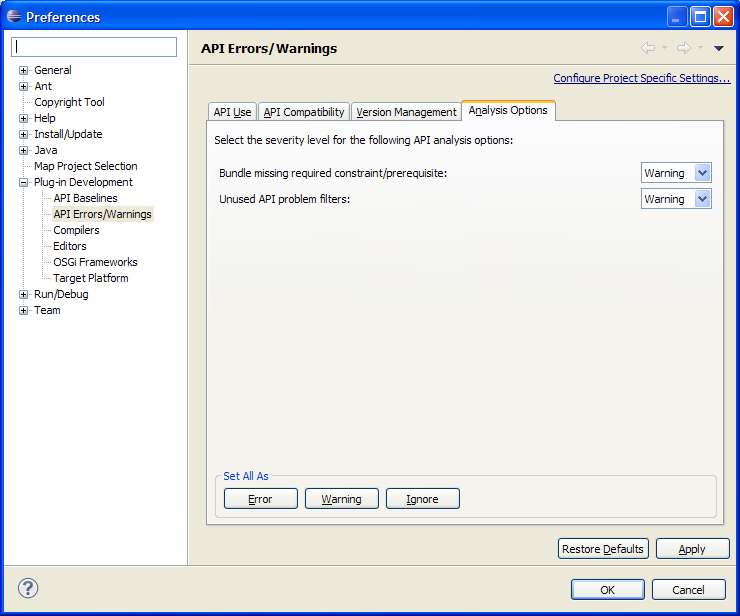 Preferences
General
Ant
Copyright Tool
Help
Install/Update
Java
Map Project Selection
Plug-in Development
API Baselines
API Errors/Warnings
Compilers
Editors
OSGi Frameworks
Target Platform
Run/Debug
Team
API Errors/Warnings
Configure Project Specific Settings...
API Use API Compatibility Version Management Analysis Options
Select the severity level for the following API analysis options:
Bundle missing required constraint/prerequisite: Warning
Unused API problem filters: Warning
Set All As
Error Warning Ignore
Restore Defaults Apply
? OK Cancel